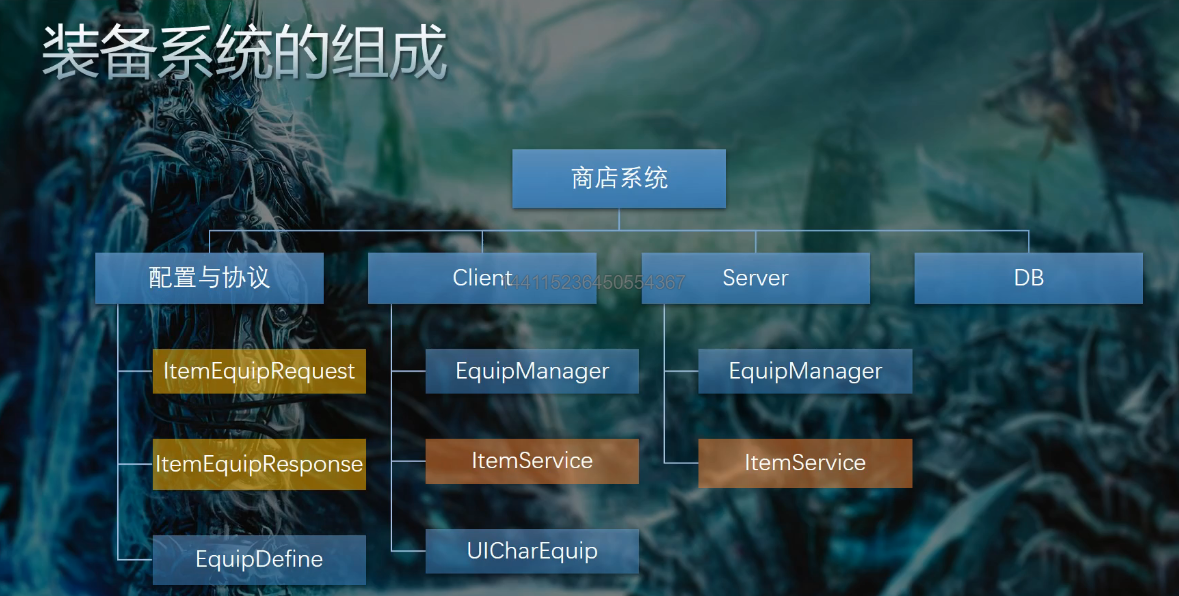 装备系统的组成
商店系统
配置与协议
Client
Server
DB
ItemEquipRequest
EquipManager
EquipManager
ItemEquipResponse
ItemService
ItemService
EquipDefine
UICharEquip